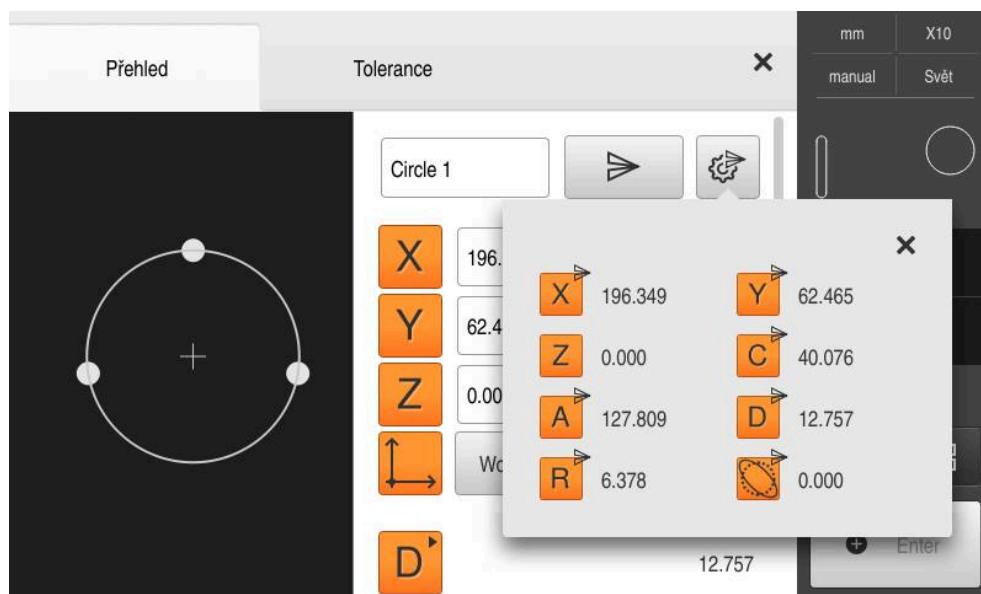 mm X10
Přehled Tolerance
manual Svět
Circle 1
X 196.
X 196.349 Y 62.465
Y 62.4
Z 0.000 C 40.076
Z 0.00
A 127.809 D 12.757
Wo
R 6.378 0.000
Enter
D 12.757